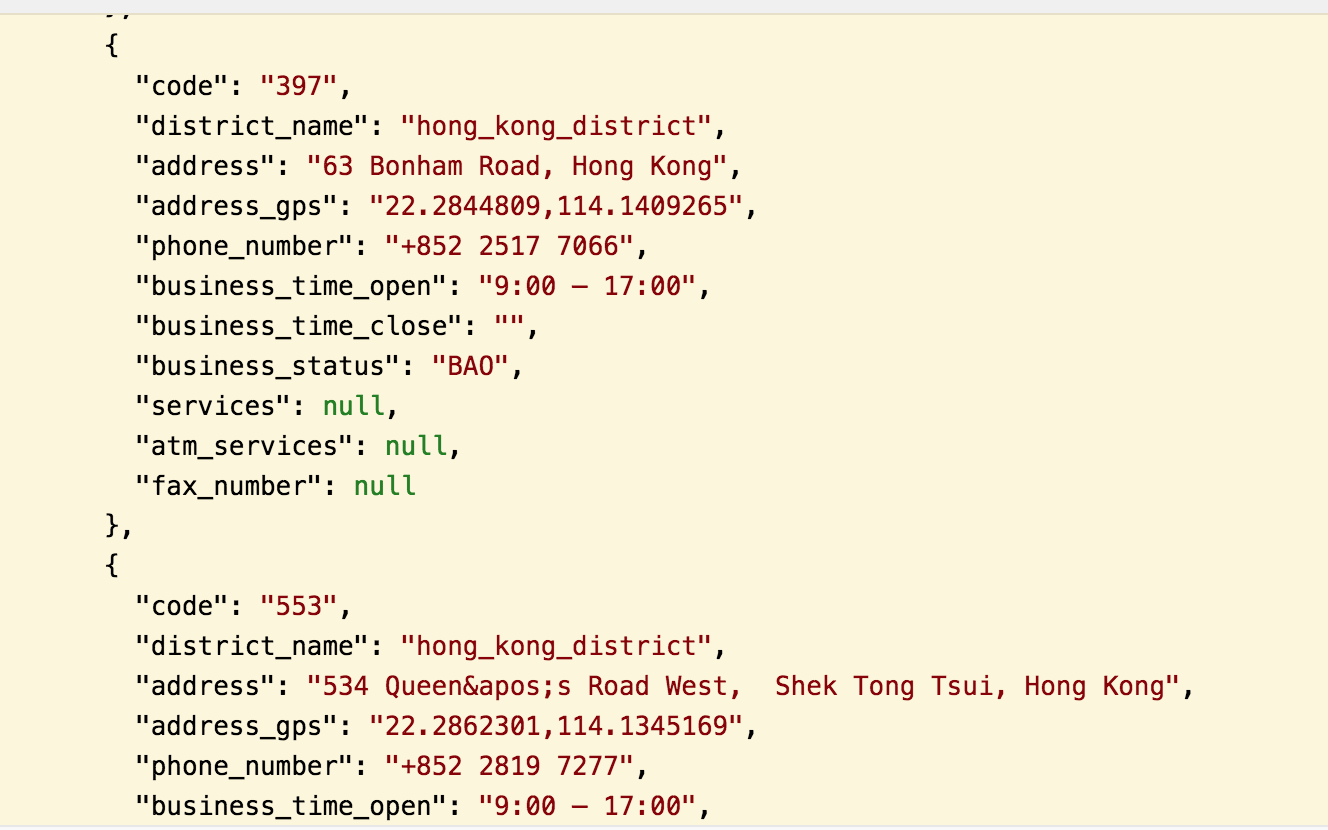 },
{
"code": "397",
"district_name": "hong_kong_district",
"address": "63 Bonham Road, Hong Kong",
"address_gps": "22.2844809,114.1409265",
"phone_number": "+852 2517 7066",
"business_time_open": "9:00 – 17:00",
"business_time_close": "",
"business_status": "BAO",
"services": null,
"atm_services": null,
"fax_number": null
},
{
"code": "553",
"district_name": "hong_kong_district",
"address": "534 Queen&apos;s Road West,  Shek Tong Tsui, Hong Kong",
"address_gps": "22.2862301,114.1345169",
"phone_number": "+852 2819 7277",
"business_time_open": "9:00 – 17:00",